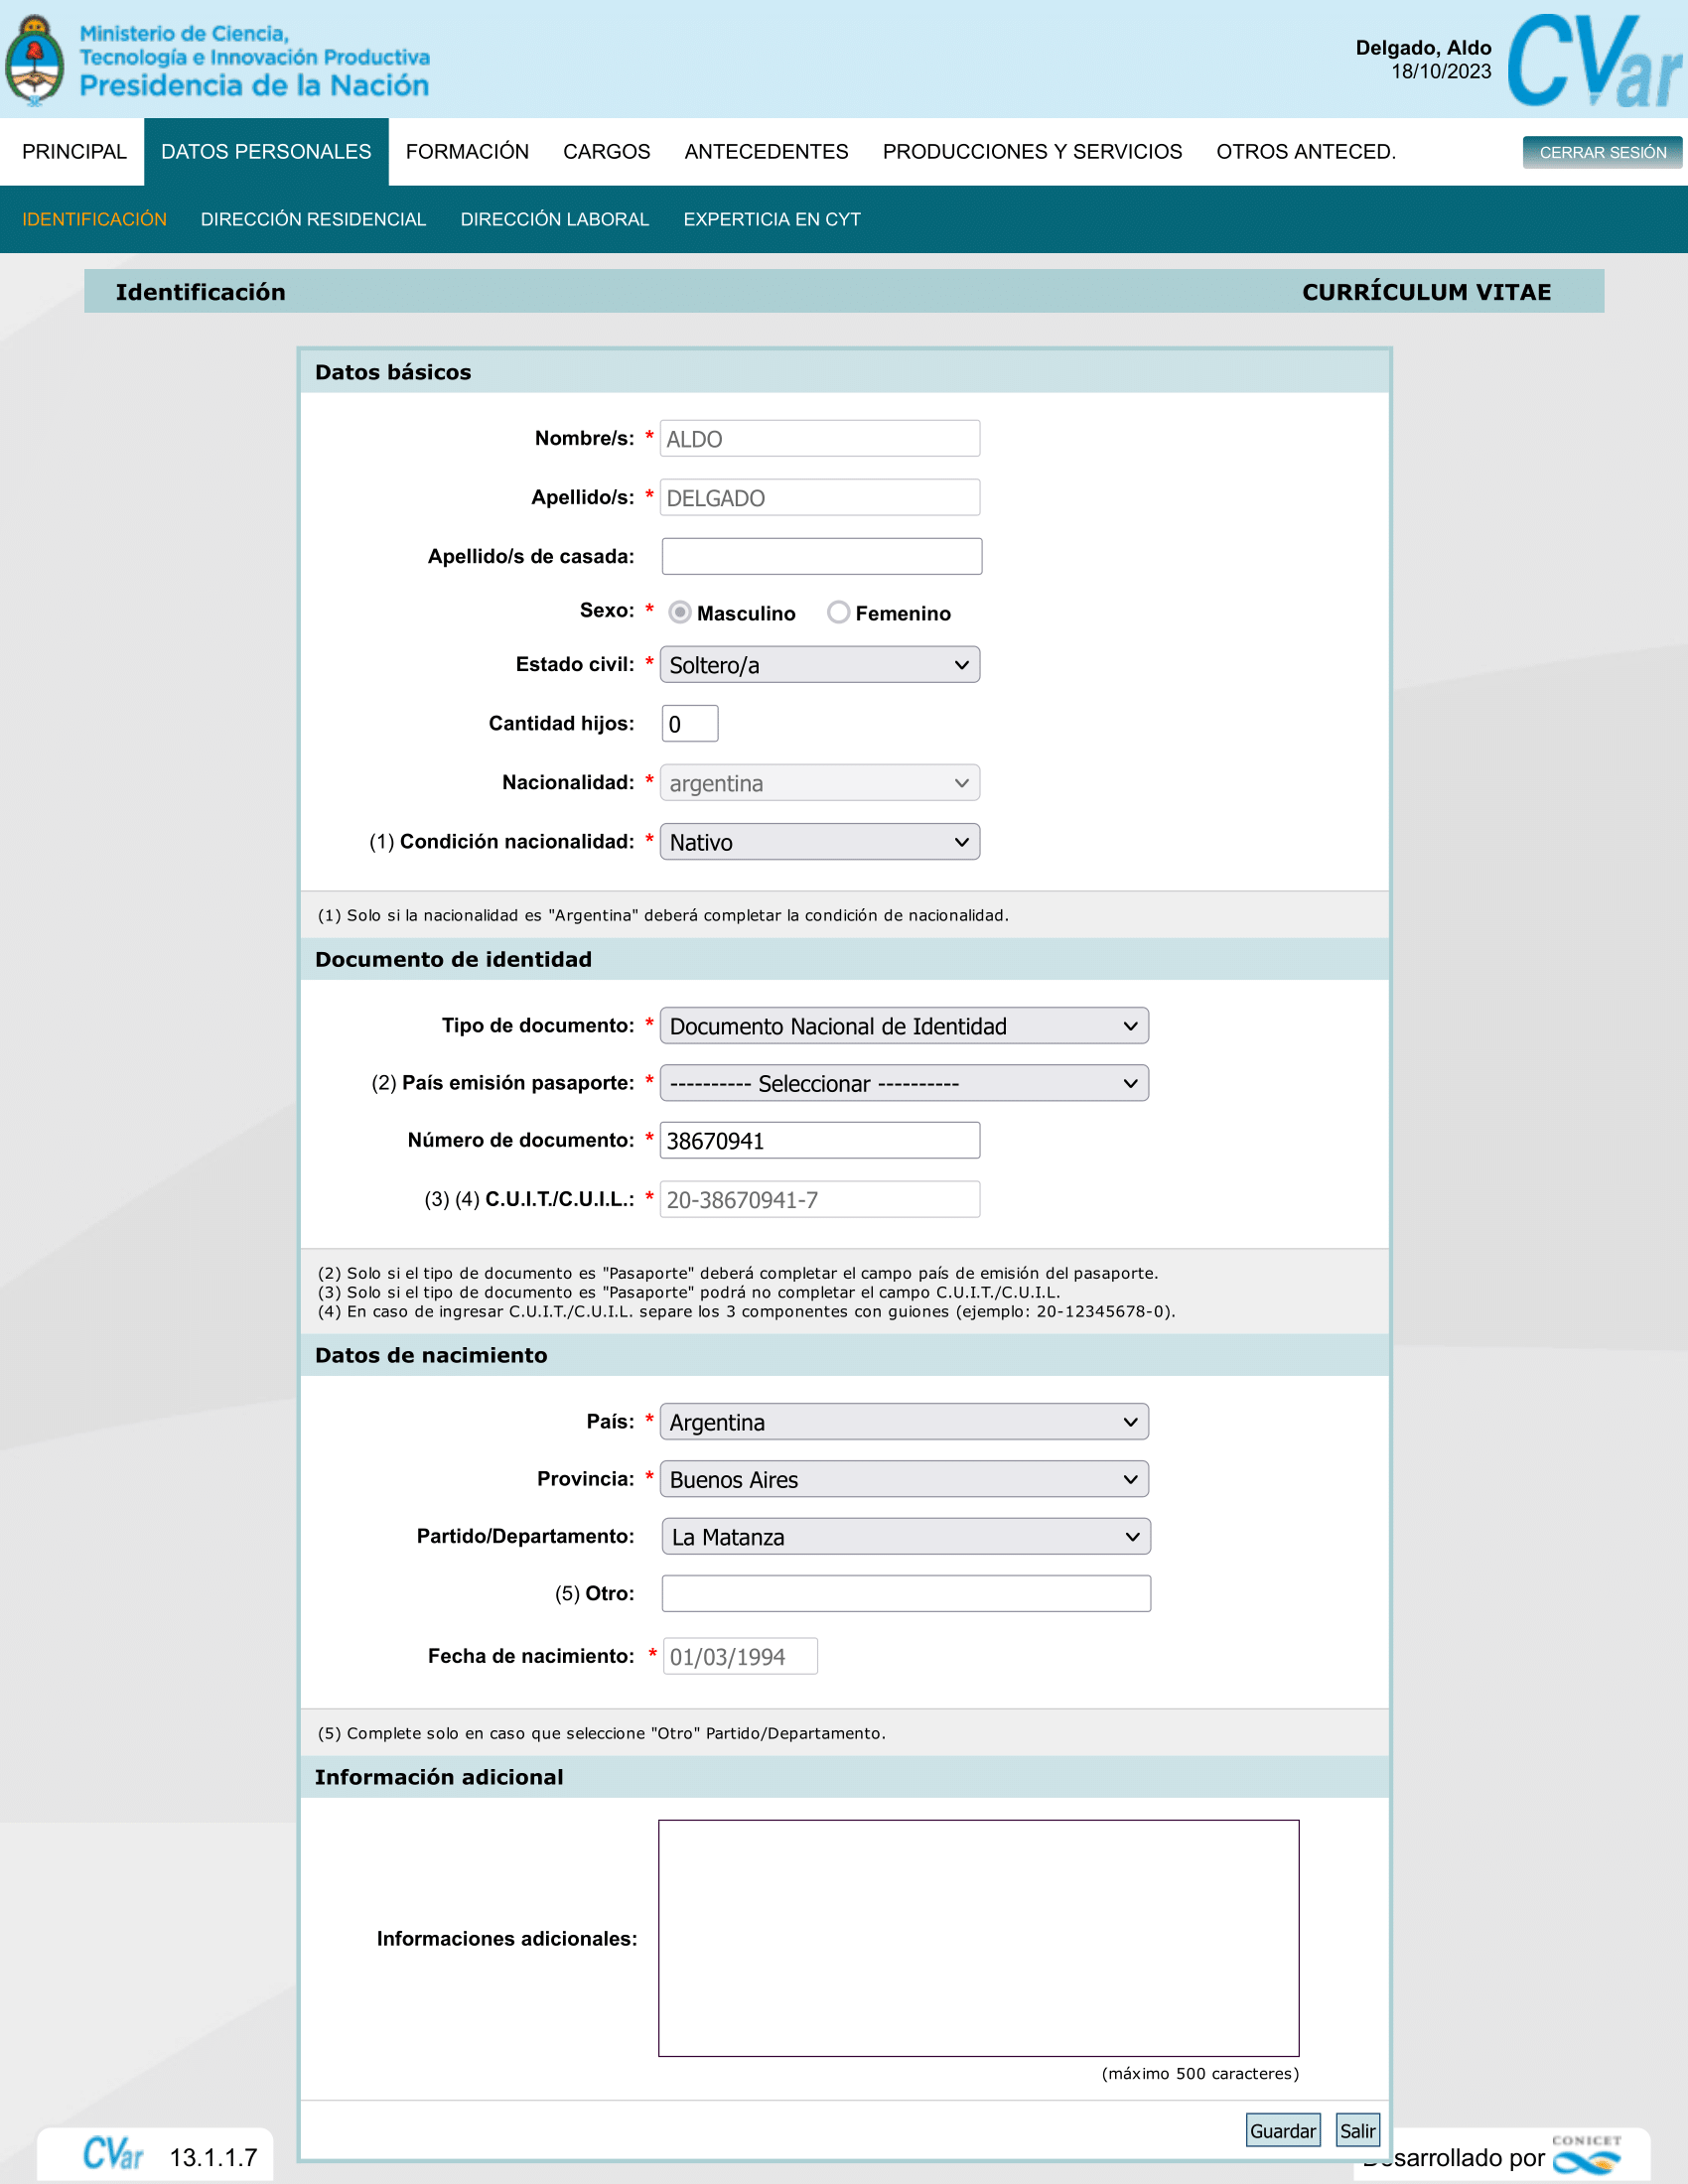 Ministerio de Ciencia,
Tecnología e Innovación Productiva
Presidencia de la Nación
Delgado, Aldo
18/10/2023
CVar
PRINCIPAL DATOS PERSONALES FORMACIÓN CARGOS ANTECEDENTES PRODUCCIONES Y SERVICIOS OTROS ANTECED. CERRAR SESIÓN
IDENTIFICACIÓN DIRECCIÓN RESIDENCIAL DIRECCIÓN LABORAL EXPERTICIA EN CYT
Identificación CURRÍCULUM VITAE
Datos básicos
Nombre/s: * ALDO
Apellido/s: * DELGADO
Apellido/s de casada:
Sexo: * Masculino Femenino
Estado civil: * Soltero/a
Cantidad hijos: 0
Nacionalidad: * argentina
(1) Condición nacionalidad: * Nativo
(1) Solo si la nacionalidad es "Argentina" deberá completar la condición de nacionalidad.
Documento de identidad
Tipo de documento: * Documento Nacional de Identidad
(2) País emisión pasaporte: * ---------- Seleccionar ----------
Número de documento: * 38670941
(3) (4) C.U.I.T./C.U.I.L.: * 20-38670941-7
(2) Solo si el tipo de documento es "Pasaporte" deberá completar el campo país de emisión del pasaporte.
(3) Solo si el tipo de documento es "Pasaporte" podrá no completar el campo C.U.I.T./C.U.I.L.
(4) En caso de ingresar C.U.I.T./C.U.I.L. separe los 3 componentes con guiones (ejemplo: 20-12345678-0).
Datos de nacimiento
País: * Argentina
Provincia: * Buenos Aires
Partido/Departamento: La Matanza
(5) Otro:
Fecha de nacimiento: * 01/03/1994
(5) Complete solo en caso que seleccione "Otro" Partido/Departamento.
Información adicional
Informaciones adicionales:
(máximo 500 caracteres)
Guardar Salir
CVar 13.1.1.7
sarrollado por CONICET